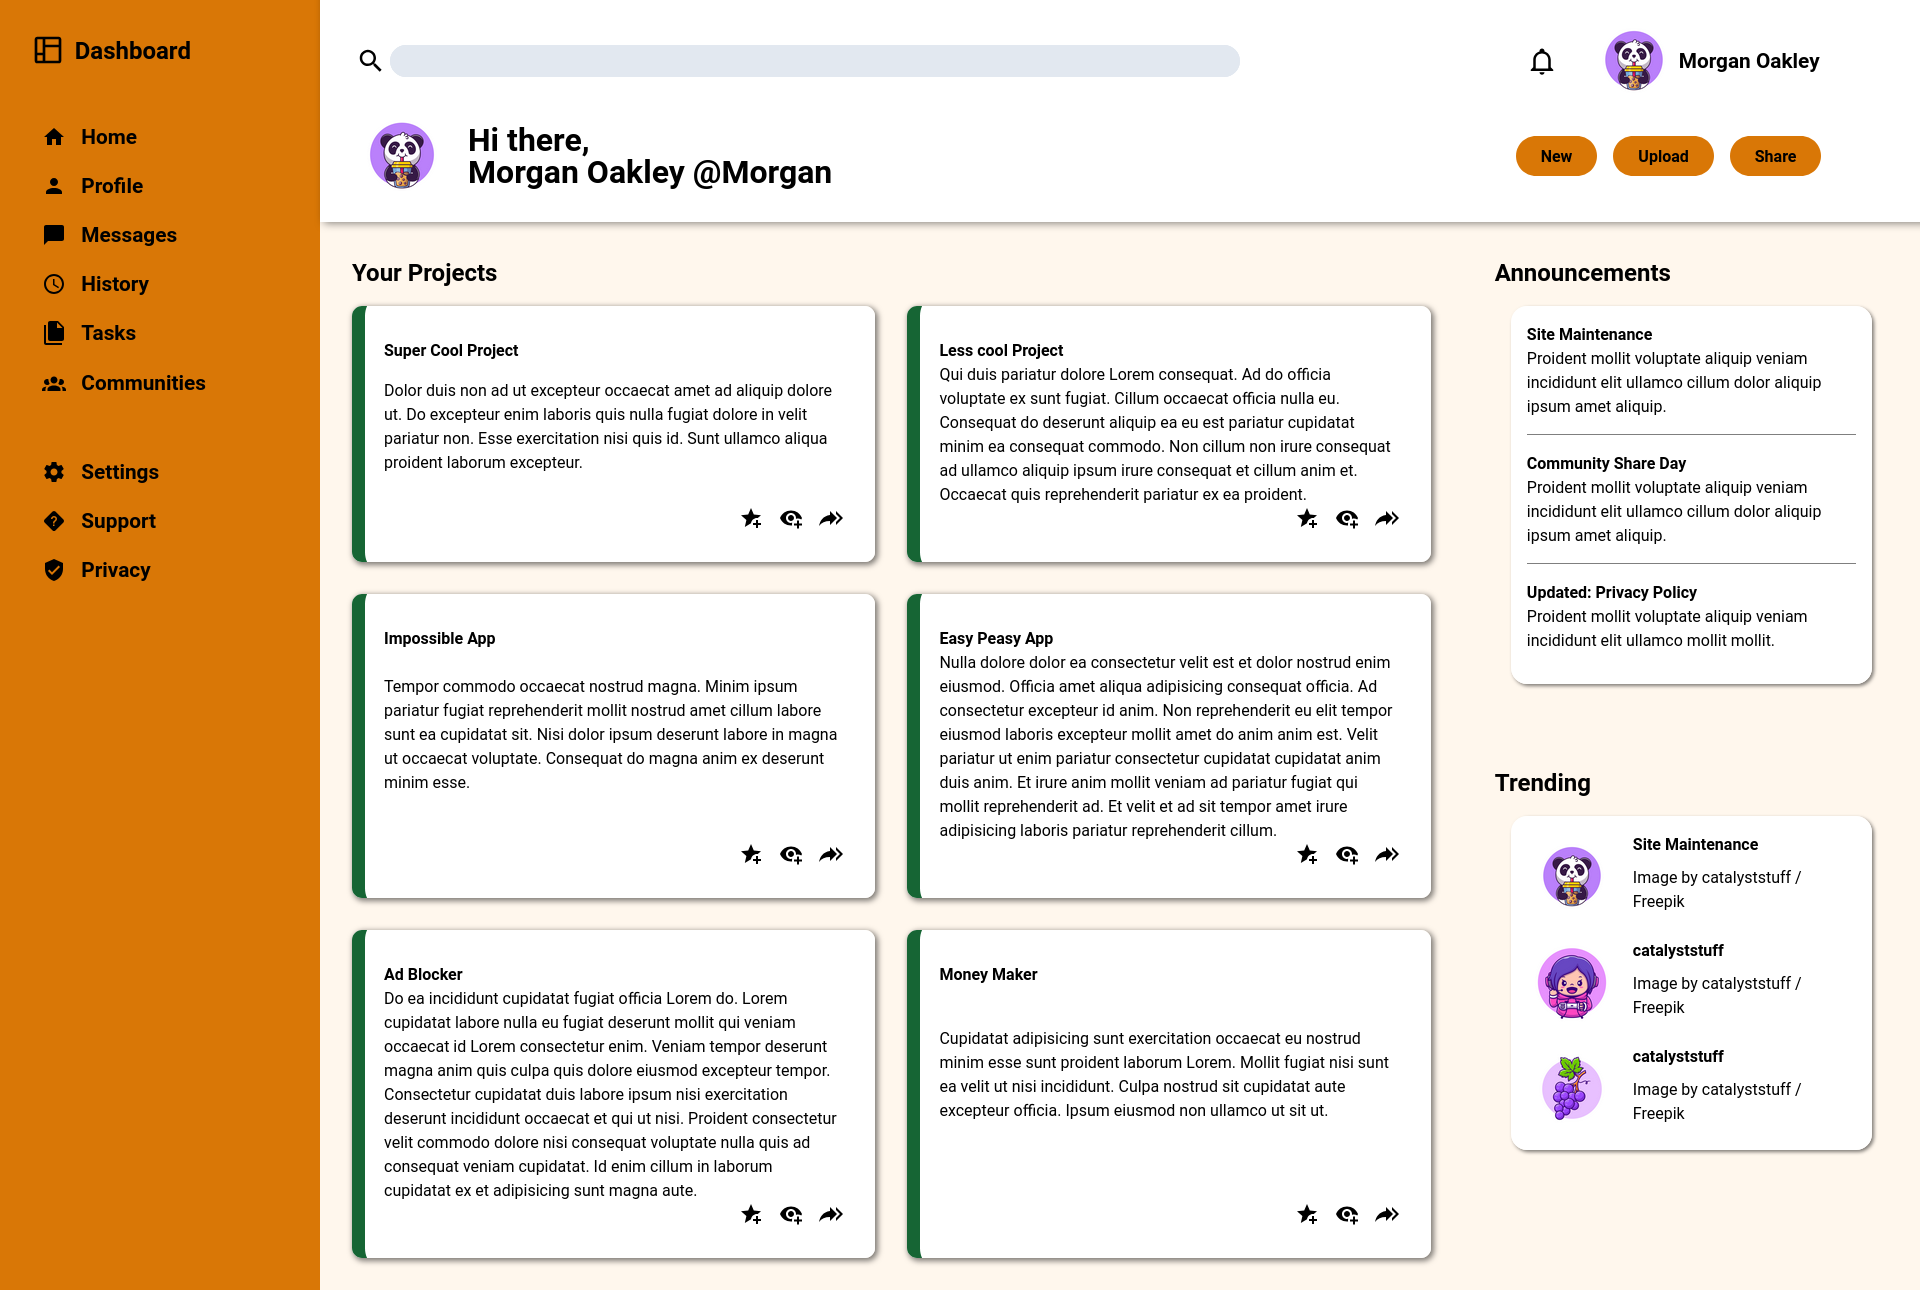 Dashboard
Home
Profile
Messages
History
Tasks
Communities
Settings
Support
Privacy
Morgan Oakley
Hi there,
Morgan Oakley @Morgan
New
Upload
Share
Your Projects
Super Cool Project
Dolor duis non ad ut excepteur occaecat amet ad aliquip dolore
ut. Do excepteur enim laboris quis nulla fugiat dolore in velit
pariatur non. Esse exercitation nisi quis id. Sunt ullamco aliqua
proident laborum excepteur.
Less cool Project
Qui duis pariatur dolore Lorem consequat. Ad do officia
voluptate ex sunt fugiat. Cillum occaecat officia nulla eu.
Consequat do deserunt aliquip ea eu est pariatur cupidatat
minim ea consequat commodo. Non cillum non irure consequat
ad ullamco aliquip ipsum irure consequat et cillum anim et.
Occaecat quis reprehenderit pariatur ex ea proident.
Impossible App
Tempor commodo occaecat nostrud magna. Minim ipsum
pariatur fugiat reprehenderit mollit nostrud amet cillum labore
sunt ea cupidatat sit. Nisi dolor ipsum deserunt labore in magna
ut occaecat voluptate. Consequat do magna anim ex deserunt
minim esse.
Easy Peasy App
Nulla dolore dolor ea consectetur velit est et dolor nostrud enim
eiusmod. Officia amet aliqua adipisicing consequat officia. Ad
consectetur excepteur id anim. Non reprehenderit eu elit tempor
eiusmod laboris excepteur mollit amet do anim anim est. Velit
pariatur ut enim pariatur consectetur cupidatat cupidatat anim
duis anim. Et irure anim mollit veniam ad pariatur fugiat qui
mollit reprehenderit ad. Et velit et ad sit tempor amet irure
adipisicing laboris pariatur reprehenderit cillum.
Ad Blocker
Do ea incididunt cupidatat fugiat officia Lorem do. Lorem
cupidatat labore nulla eu fugiat deserunt mollit qui veniam
occaecat id Lorem consectetur enim. Veniam tempor deserunt
magna anim quis culpa quis dolore eiusmod excepteur tempor.
Consectetur cupidatat duis labore ipsum nisi exercitation
deserunt incididunt occaecat et qui ut nisi. Proident consectetur
velit commodo dolore nisi consequat voluptate nulla quis ad
consequat veniam cupidatat. Id enim cillum in laborum
cupidatat ex et adipisicing sunt magna aute.
Money Maker
Cupidatat adipisicing sunt exercitation occaecat eu nostrud
minim esse sunt proident laborum Lorem. Mollit fugiat nisi sunt
ea velit ut nisi incididunt. Culpa nostrud sit cupidatat aute
excepteur officia. Ipsum eiusmod non ullamco ut sit ut.
Announcements
Site Maintenance
Proident mollit voluptate aliquip veniam
incididunt elit ullamco cillum dolor aliquip
ipsum amet aliquip.
Community Share Day
Proident mollit voluptate aliquip veniam
incididunt elit ullamco cillum dolor aliquip
ipsum amet aliquip.
Updated: Privacy Policy
Proident mollit voluptate aliquip veniam
incididunt elit ullamco mollit mollit.
Trending
Site Maintenance
Image by catalyststuff /
Freepik
catalyststuff
Image by catalyststuff /
Freepik
catalyststuff
Image by catalyststuff /
Freepik